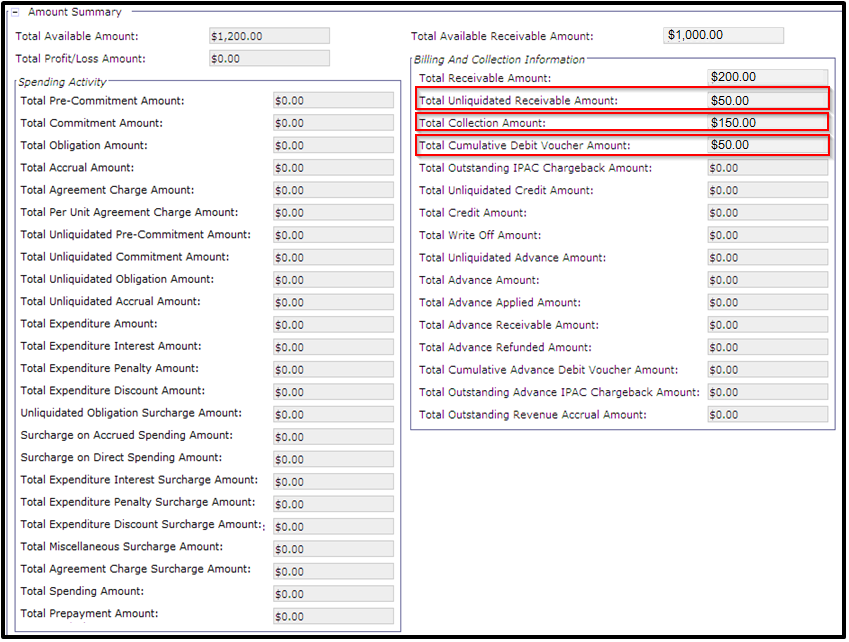 Amount Summary
Total Available Amount: $1,200.00
Total Available Receivable Amount: $1,000.00
Total Profit/Loss Amount: $0.00
Spending Activity
Total Pre-Commitment Amount: $0.00
Total Commitment Amount: $0.00
Total Obligation Amount: $0.00
Total Accrual Amount: $0.00
Total Agreement Charge Amount: $0.00
Total Per Unit Agreement Charge Amount: $0.00
Total Unliquidated Pre-Commitment Amount: $0.00
Total Unliquidated Commitment Amount: $0.00
Total Unliquidated Obligation Amount: $0.00
Total Unliquidated Accrual Amount: $0.00
Total Expenditure Amount: $0.00
Total Expenditure Interest Amount: $0.00
Total Expenditure Penalty Amount: $0.00
Total Expenditure Discount Amount: $0.00
Unliquidated Obligation Surcharge Amount: $0.00
Surcharge on Accrued Spending Amount: $0.00
Surcharge on Direct Spending Amount: $0.00
Total Expenditure Interest Surcharge Amount: $0.00
Total Expenditure Penalty Surcharge Amount: $0.00
Total Expenditure Discount Surcharge Amount:; $0.00
Total Miscellaneous Surcharge Amount: $0.00
Total Agreement Charge Surcharge Amount: $0.00
Total Spending Amount: $0.00
Total Prepayment Amount: $0.00
Billing And Collection Information
Total Receivable Amount: $200.00
Total Unliquidated Receivable Amount: $50.00
Total Collection Amount: $150.00
Total Cumulative Debit Voucher Amount: $50.00
Total Outstanding IPAC Chargeback Amount: $0.00
Total Unliquidated Credit Amount: $0.00
Total Credit Amount: $0.00
Total Write Off Amount: $0.00
Total Unliquidated Advance Amount: $0.00
Total Advance Amount: $0.00
Total Advance Applied Amount: $0.00
Total Advance Receivable Amount: $0.00
Total Advance Refunded Amount: $0.00
Total Cumulative Advance Debit Voucher Amount: $0.00
Total Outstanding Advance IPAC Chargeback Amount: $0.00
Total Outstanding Revenue Accrual Amount: $0.00